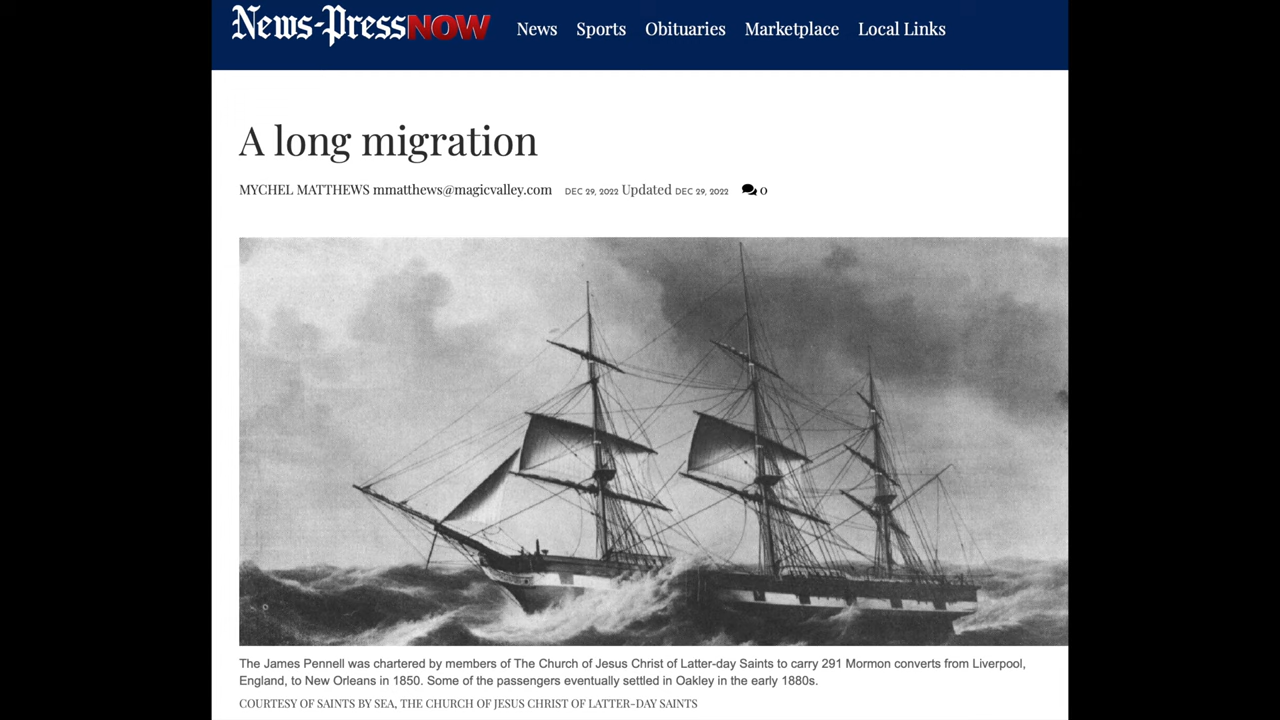 News-PressNOW News Sports Obituaries Marketplace Local Links
A long migration
MYCHEL MATTHEWS mmatthews@magicvalley.com DEC 29, 2022 Updated DEC 29, 2022 0
The James Pennell was chartered by members of The Church of Jesus Christ of Latter-day Saints to carry 291 Mormon converts from Liverpool,
England, to New Orleans in 1850. Some of the passengers eventually settled in Oakley in the early 1880s.
COURTESY OF SAINTS BY SEA, THE CHURCH OF JESUS CHRIST OF LATTER-DAY SAINTS